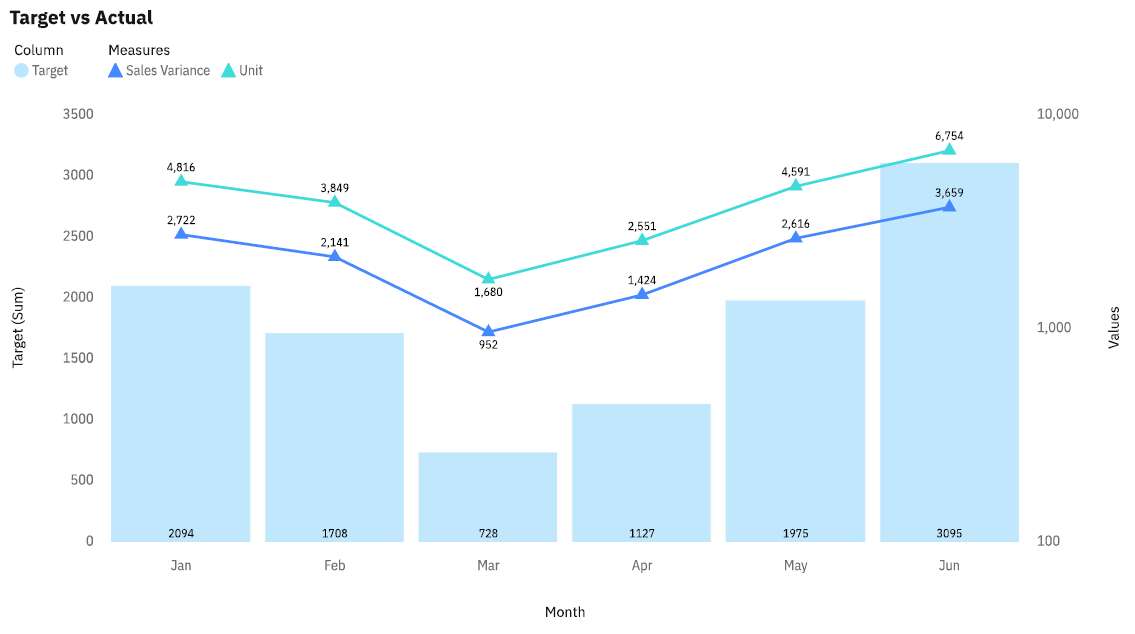 Target vs Actual
Column Measures
Target Sales Variance Unit
3500 10,000
6,754
4,816
3000
4,591
3,849
3,659
2,722
2500
2,551
2,616
2,141
2000
1,680
1,424
1,000
1500
952
1000
500
0 2094 1708 728 1127 1975 3095 100
Jan Feb Mar Apr May Jun
Target (Sum)
Values
Month